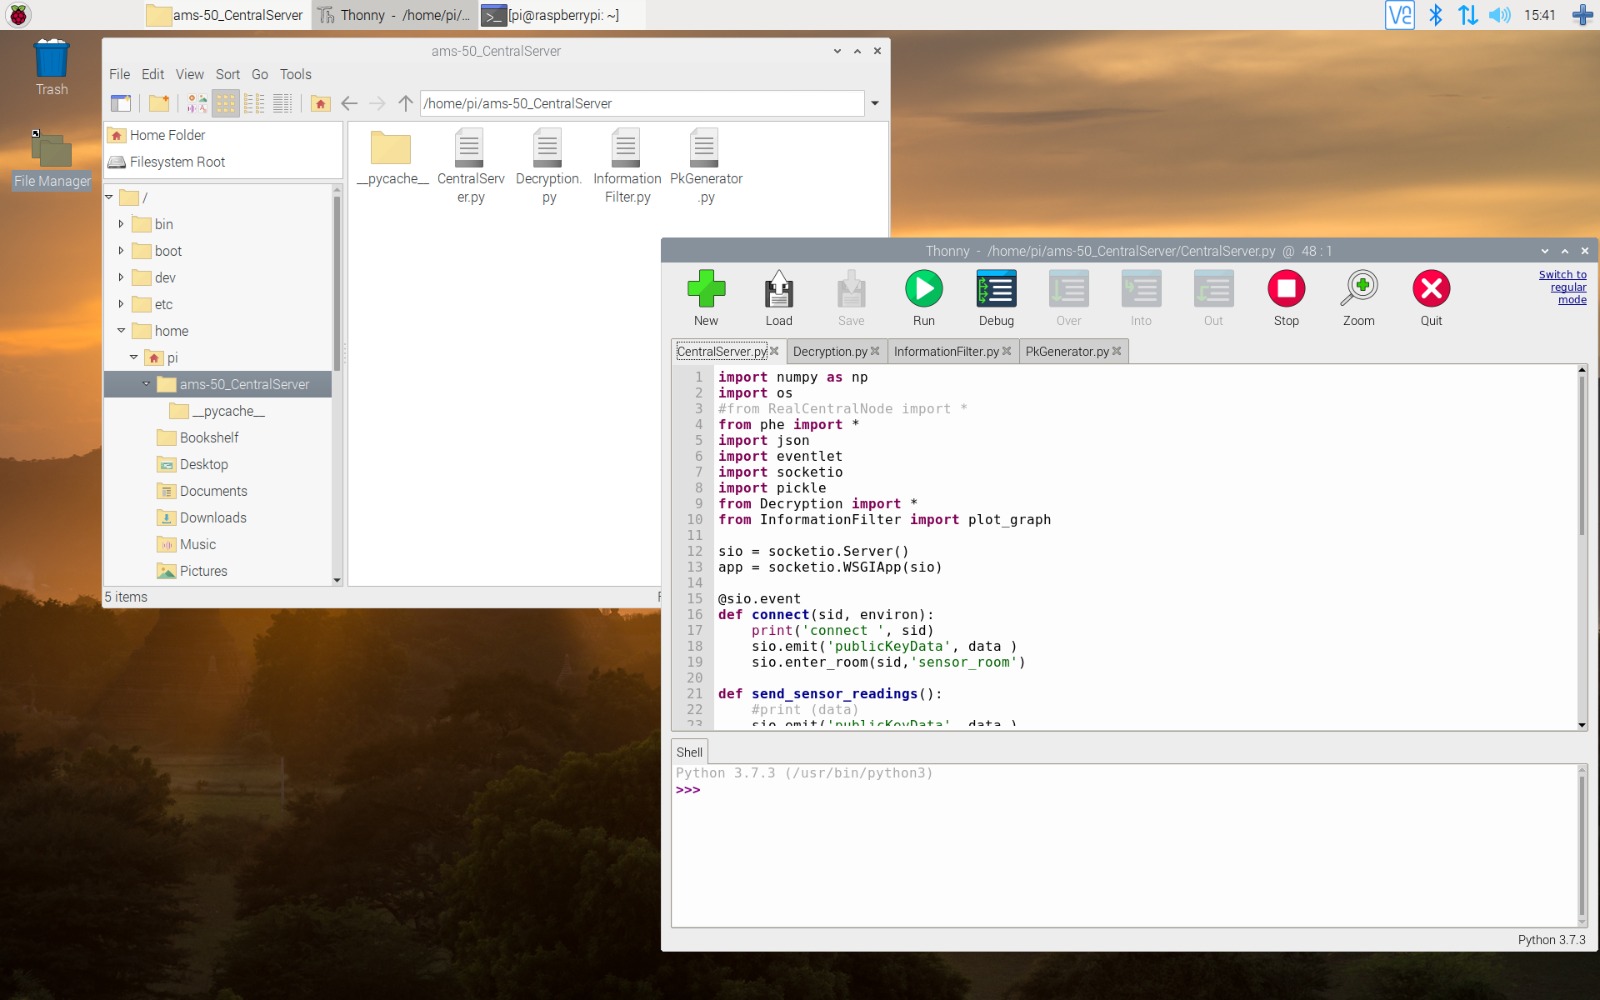 ams-50_CentralServer
Thonny - /home/pi/...
[pi@raspberrypi: ~]
15:41
Trash
File Manager
ams-50_CentralServer
File Edit View Sort Go Tools
/home/pi/ams-50_CentralServer
Home Folder
Filesystem Root
/
bin
boot
dev
etc
home
pi
ams-50_CentralServer
__pycache__
Bookshelf
Desktop
Documents
Downloads
Music
Pictures
__pycache__
CentralServ
er.py
Decryption.
py
Information
Filter.py
PkGenerator
.py
5 items
Thonny - /home/pi/ams-50_CentralServer/CentralServer.py @ 48 : 1
New Load Save Run Debug Over Into Out Stop Zoom Quit
Switch to
regular
mode
CentralServer.py Decryption.py InformationFilter.py PkGenerator.py
1 import numpy as np
2 import os
3 #from RealCentralNode import *
4 from phe import *
5 import json
6 import eventlet
7 import socketio
8 import pickle
9 from Decryption import *
10 from InformationFilter import plot_graph
11
12 sio = socketio.Server()
13 app = socketio.WSGIApp(sio)
14
15 @sio.event
16 def connect(sid, environ):
17     print('connect ', sid)
18     sio.emit('publicKeyData', data )
19     sio.enter_room(sid,'sensor_room')
20
21 def send_sensor_readings():
22     #print (data)
23     sio.emit('publicKeyData', data )
Shell
Python 3.7.3 (/usr/bin/python3)
>>>
Python 3.7.3